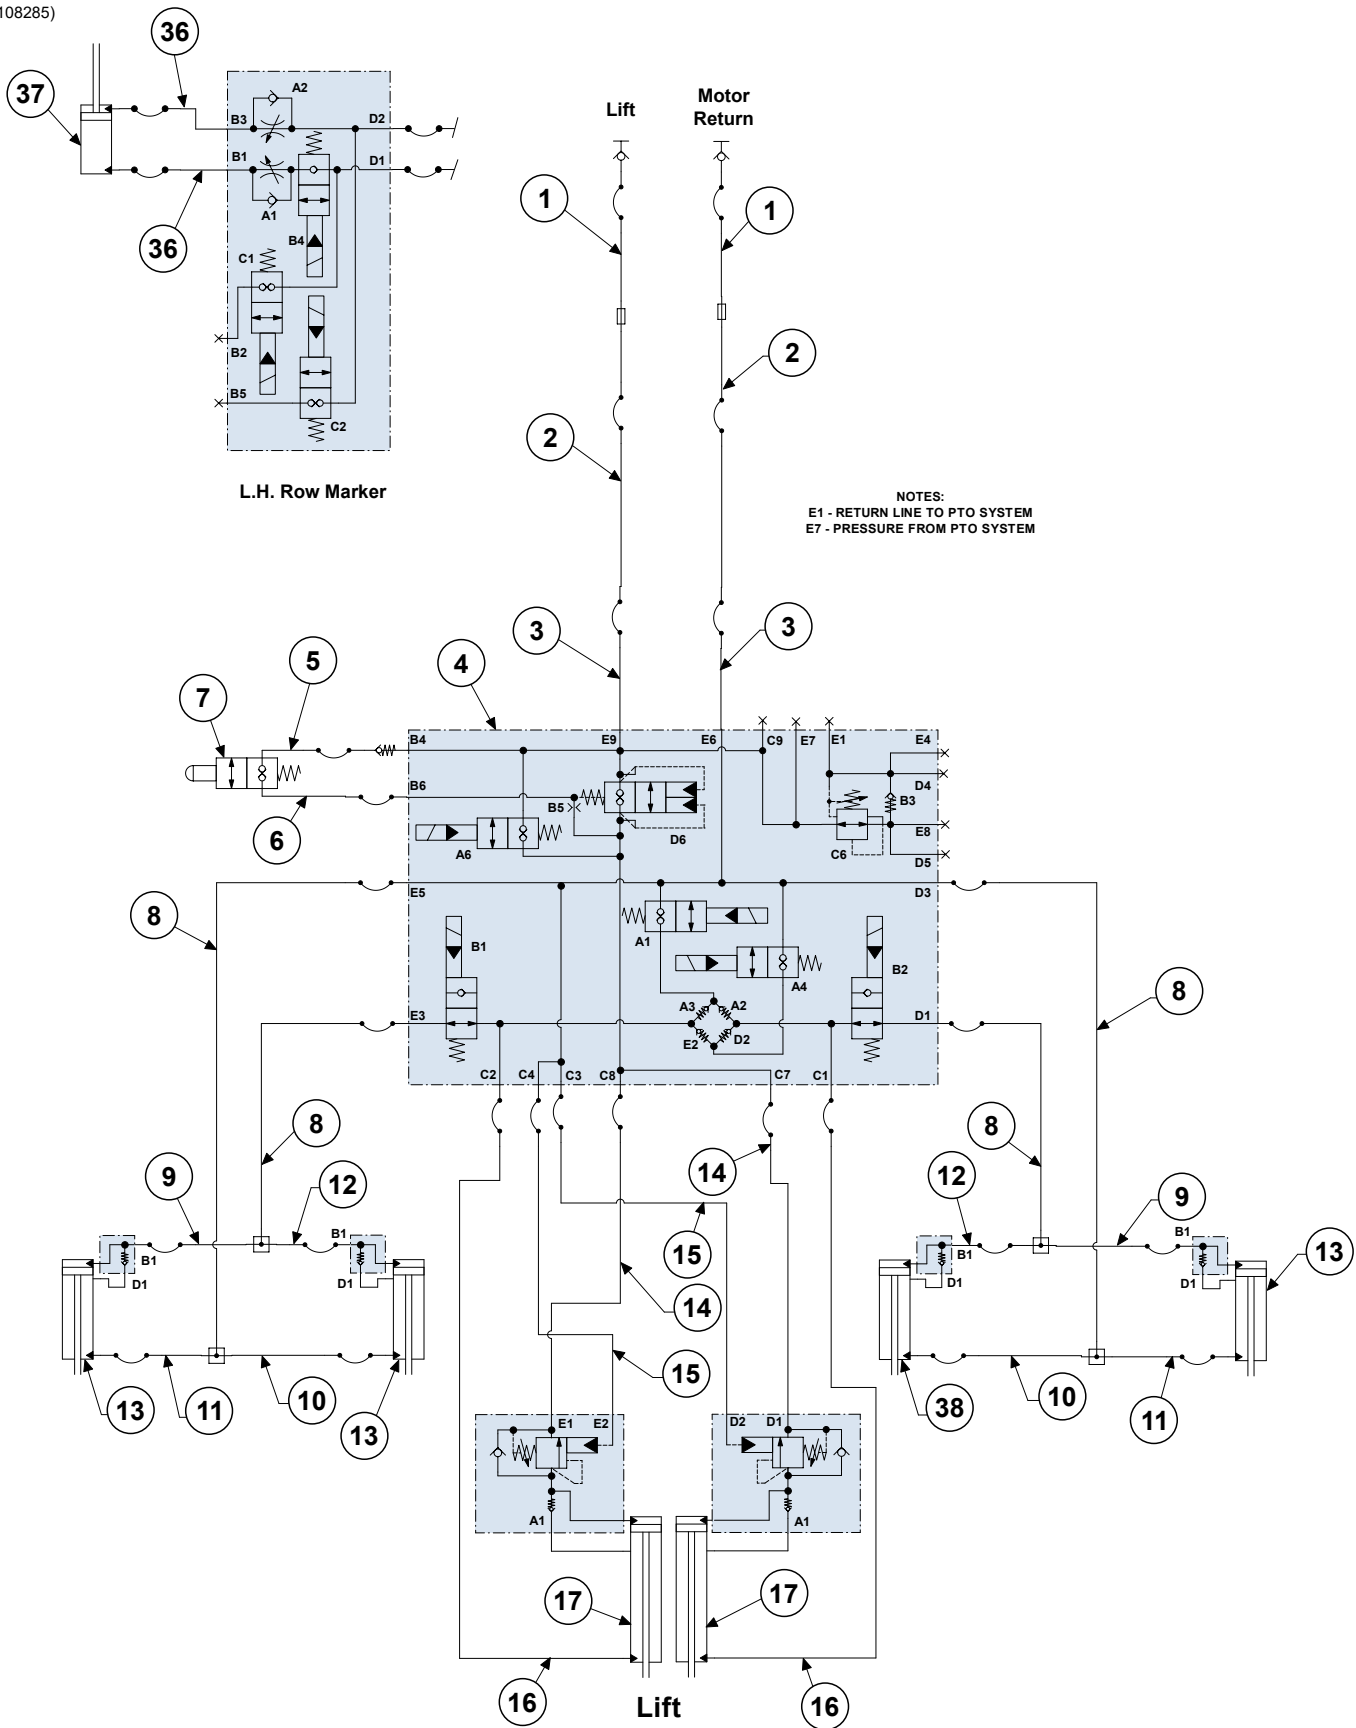 108285)
36
37
A2
B3
D2
B1
D1
A1
36
B4
C1
B2
B5
C2
L.H. Row Marker
Lift
Motor
Return
1
1
2
2
NOTES:
E1 - RETURN LINE TO PTO SYSTEM
E7 - PRESSURE FROM PTO SYSTEM
3
3
4
5
7
6
B4
E9
E6
C9
E7
E1
E4
D4
B3
B6
B5
E8
D6
C6
D5
A6
E5
D3
8
A1
B1
A4
B2
8
A3
A2
E3
D1
E2
D2
C2
C4
C3
C8
C7
C1
8
8
9
12
14
12
9
B1
B1
D1
D1
15
B1
B1
D1
D1
13
14
13
11
10
13
15
38
10
11
E1
E2
D2
D1
A1
A1
17
17
16
16
Lift